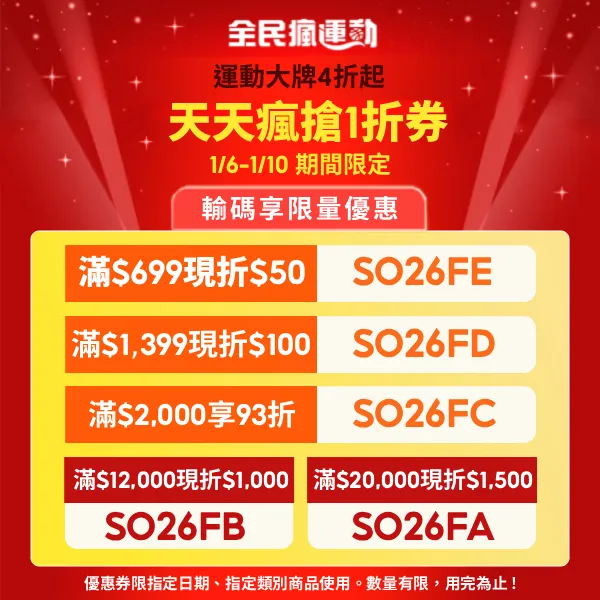 全民瘋運動
運動大牌4折起
天天瘋搶1折券
1/6-1/10 期間限定
輸碼享限量優惠
滿$699現折$50
SO26FE
滿$1,399現折$100
SO26FD
滿$2,000享93折
SO26FC
滿$12,000現折$1,000
SO26FB
滿$20,000現折$1,500
SO26FA
優惠券限指定日期、指定類別商品使用。數量有限，用完為止！